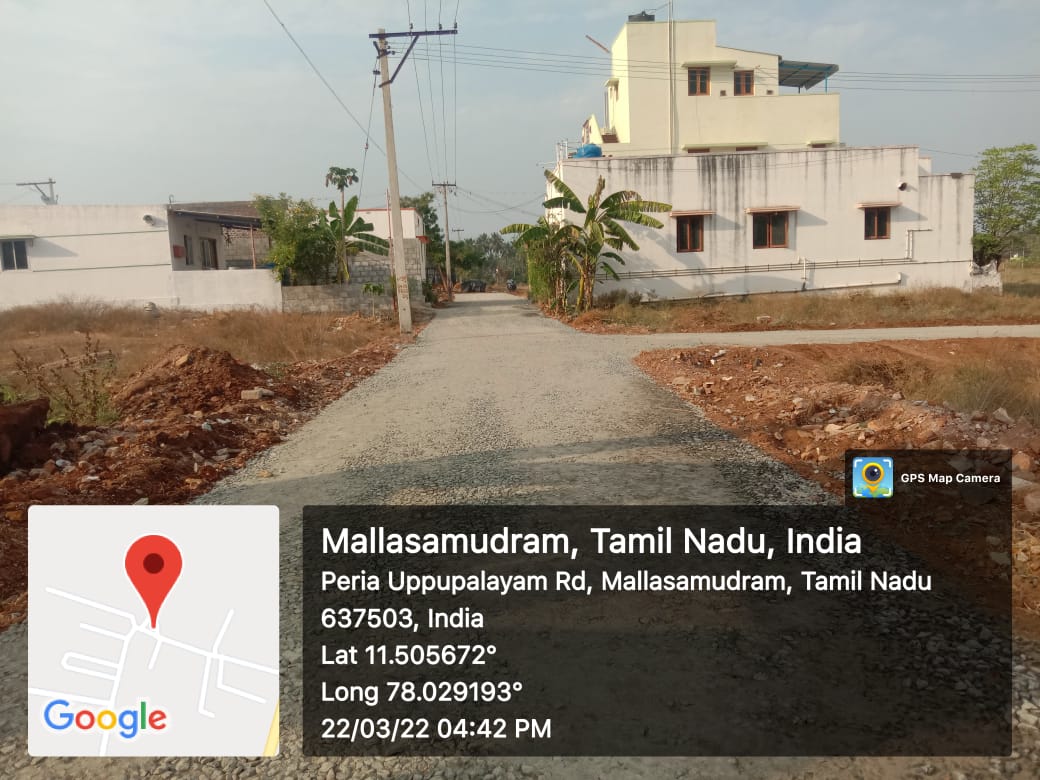 GPS Map Camera
Mallasamudram, Tamil Nadu, India
Peria Uppupalayam Rd, Mallasamudram, Tamil Nadu
637503, India
Lat 11.505672°
Long 78.029193°
22/03/22 04:42 PM
Google